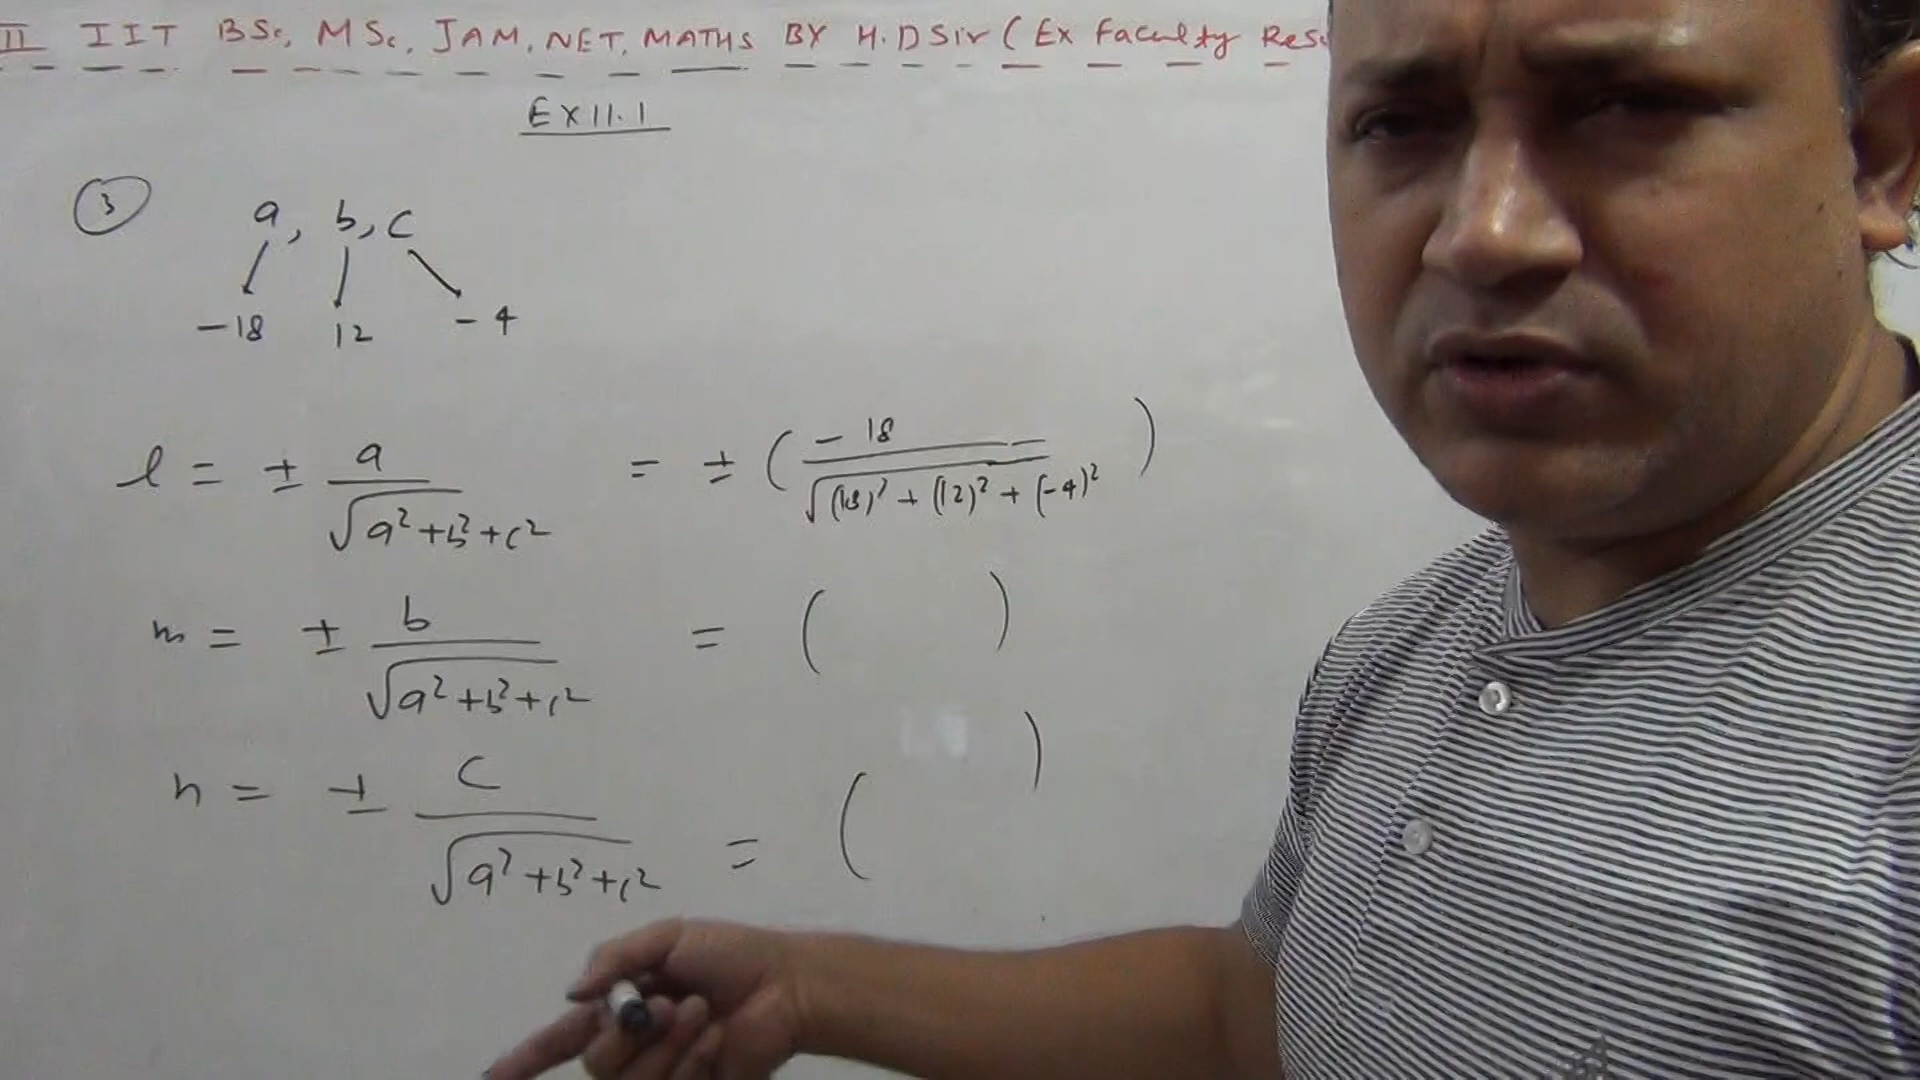 II IIT BSc, MSc, JAM, NET, MATHS BY H.D Sir ( Ex Faculty
EX 11.1
3
a, b, c
-18 12 -4
l = ± a / √(a² + b² + c²) = ± ( -18 / √((18)² + (12)² + (-4)²) )
m = ± b / √(a² + b² + c²) = ( )
n = ± c / √(a² + b² + c²) = ( )